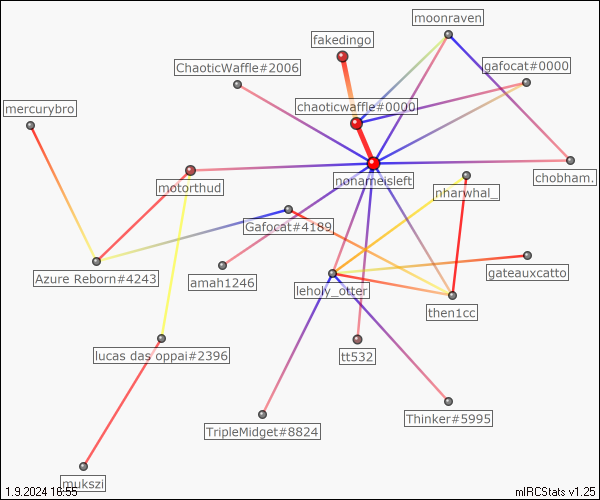 moonraven
fakedingo
ChaoticWaffle#2006
gafocat#0000
mercurybro
chaoticwaffle#0000
motorthud
nonameisleft
nharwhal_
chobham.
Gafocat#4189
Azure Reborn#4243
amah1246
leholy_otter
gateauxcatto
then1cc
lucas das oppai#2396
tt532
TripleMidget#8824
Thinker#5995
mukszi
1.9.2024 16:55
mIRCStats v1.25